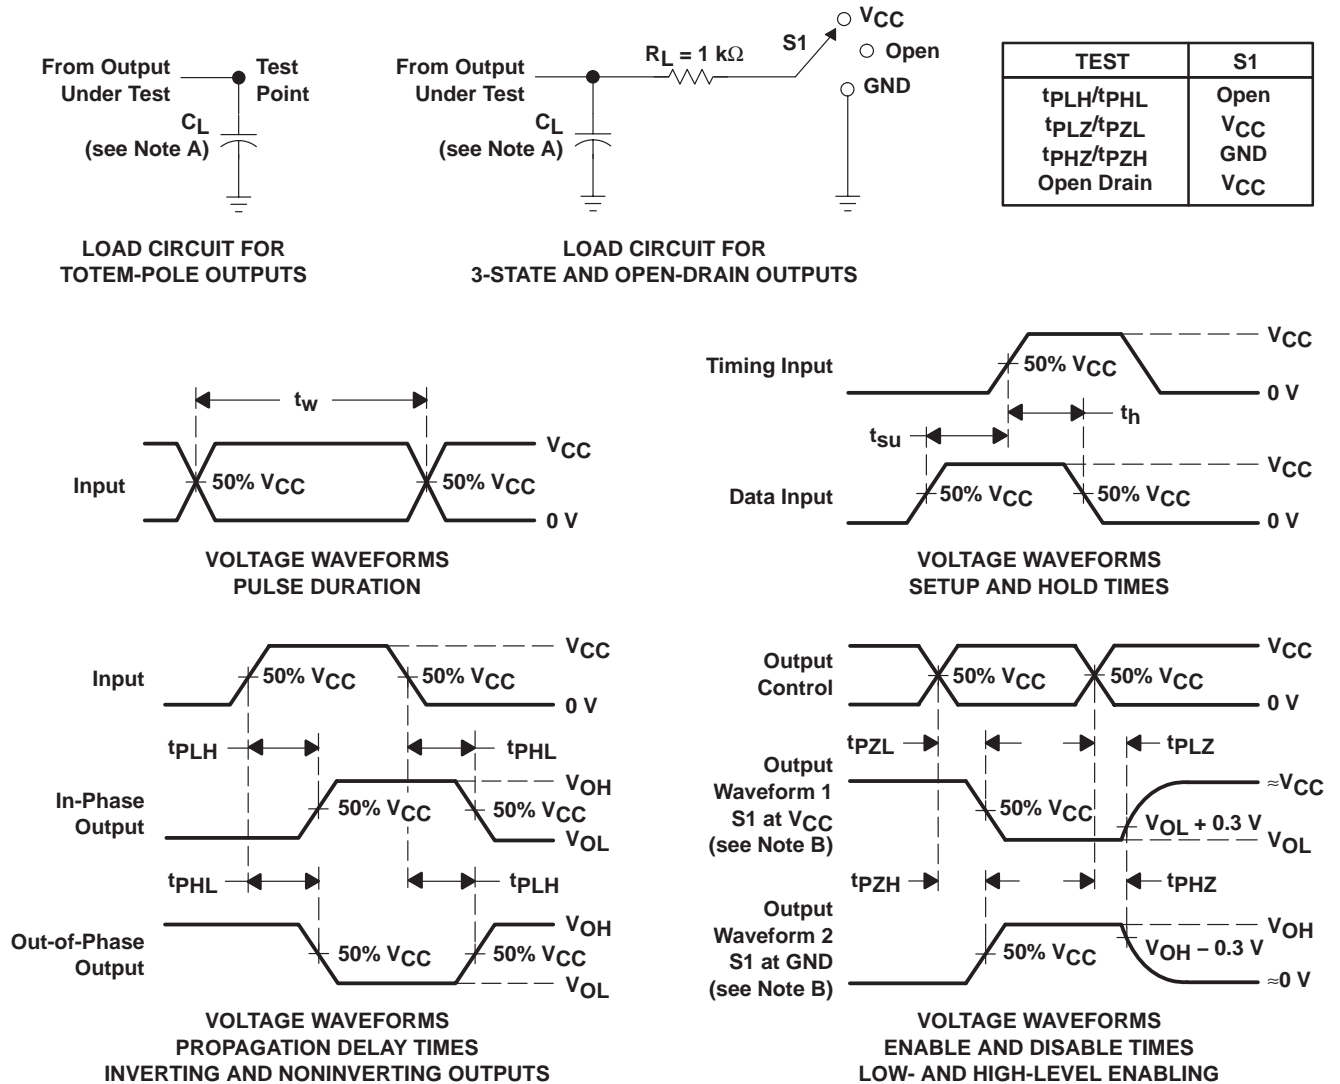 From Output
Under Test
Test
Point
CL
(see Note A)
LOAD CIRCUIT FOR
TOTEM-POLE OUTPUTS
From Output
Under Test
RL = 1 kΩ
S1
VCC
Open
GND
CL
(see Note A)
LOAD CIRCUIT FOR
3-STATE AND OPEN-DRAIN OUTPUTS
TEST S1
tPLH/tPHL Open
tPLZ/tPZL VCC
tPHZ/tPZH GND
Open Drain VCC
tw
VCC
Input
50% VCC
50% VCC
0 V
VOLTAGE WAVEFORMS
PULSE DURATION
Timing Input
50% VCC
VCC
0 V
th
tsu
Data Input
50% VCC
50% VCC
VCC
0 V
VOLTAGE WAVEFORMS
SETUP AND HOLD TIMES
Input
50% VCC
50% VCC
VCC
0 V
tPLH
tPHL
In-Phase
Output
50% VCC
50% VCC
VOH
VOL
tPHL
tPLH
Out-of-Phase
Output
50% VCC
50% VCC
VOH
VOL
VOLTAGE WAVEFORMS
PROPAGATION DELAY TIMES
INVERTING AND NONINVERTING OUTPUTS
Output
Control
50% VCC
50% VCC
VCC
0 V
tPZL
tPLZ
Output
Waveform 1
S1 at VCC
(see Note B)
50% VCC
≈VCC
VOL + 0.3 V
VOL
tPZH
tPHZ
Output
Waveform 2
S1 at GND
(see Note B)
50% VCC
VOH
VOH − 0.3 V
≈0 V
VOLTAGE WAVEFORMS
ENABLE AND DISABLE TIMES
LOW- AND HIGH-LEVEL ENABLING